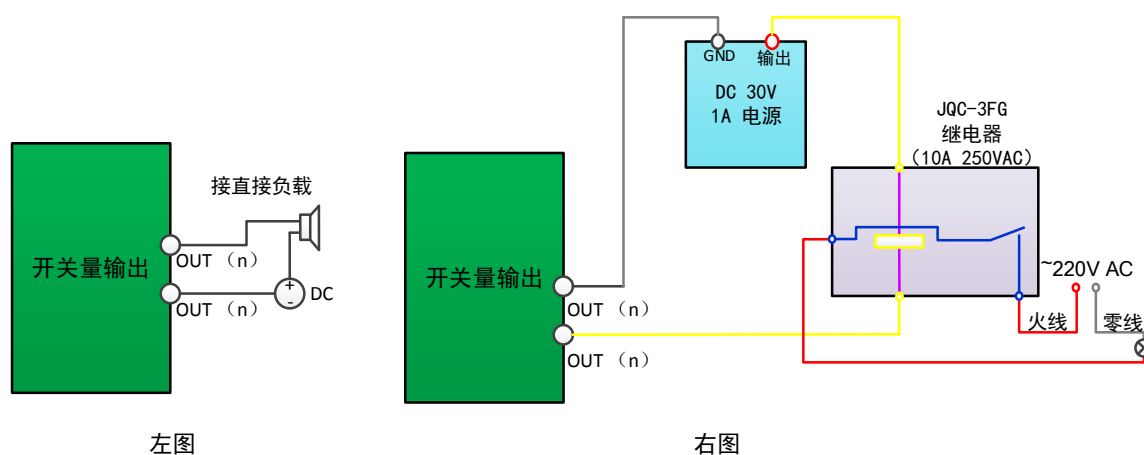 开关量输出
接直接负载
OUT （n）
+
-
DC
OUT （n）
左图
开关量输出
OUT （n）
OUT （n）
GND 输出
DC 30V
1A 电源
JQC-3FG
继电器
（10A 250VAC）
~220V AC
火线
零线
右图